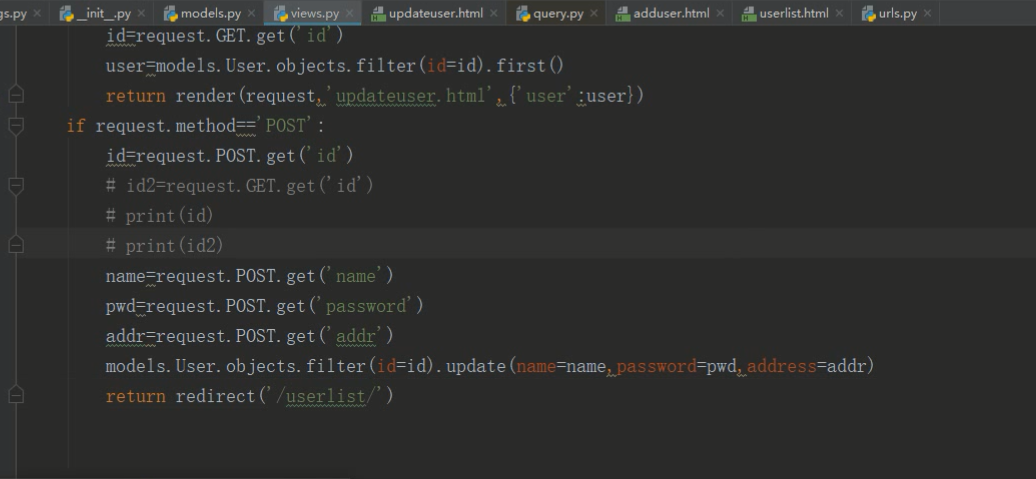 gs.py × __init__.py × models.py × views.py × updateuser.html × query.py × adduser.html × userlist.html × urls.py ×
id=request.GET.get('id')
user=models.User.objects.filter(id=id).first()
return render(request,'updateuser.html',{'user':user})
if request.method=='POST':
id=request.POST.get('id')
# id2=request.GET.get('id')
# print(id)
# print(id2)
name=request.POST.get('name')
pwd=request.POST.get('password')
addr=request.POST.get('addr')
models.User.objects.filter(id=id).update(name=name,password=pwd,address=addr)
return redirect('/userlist/')